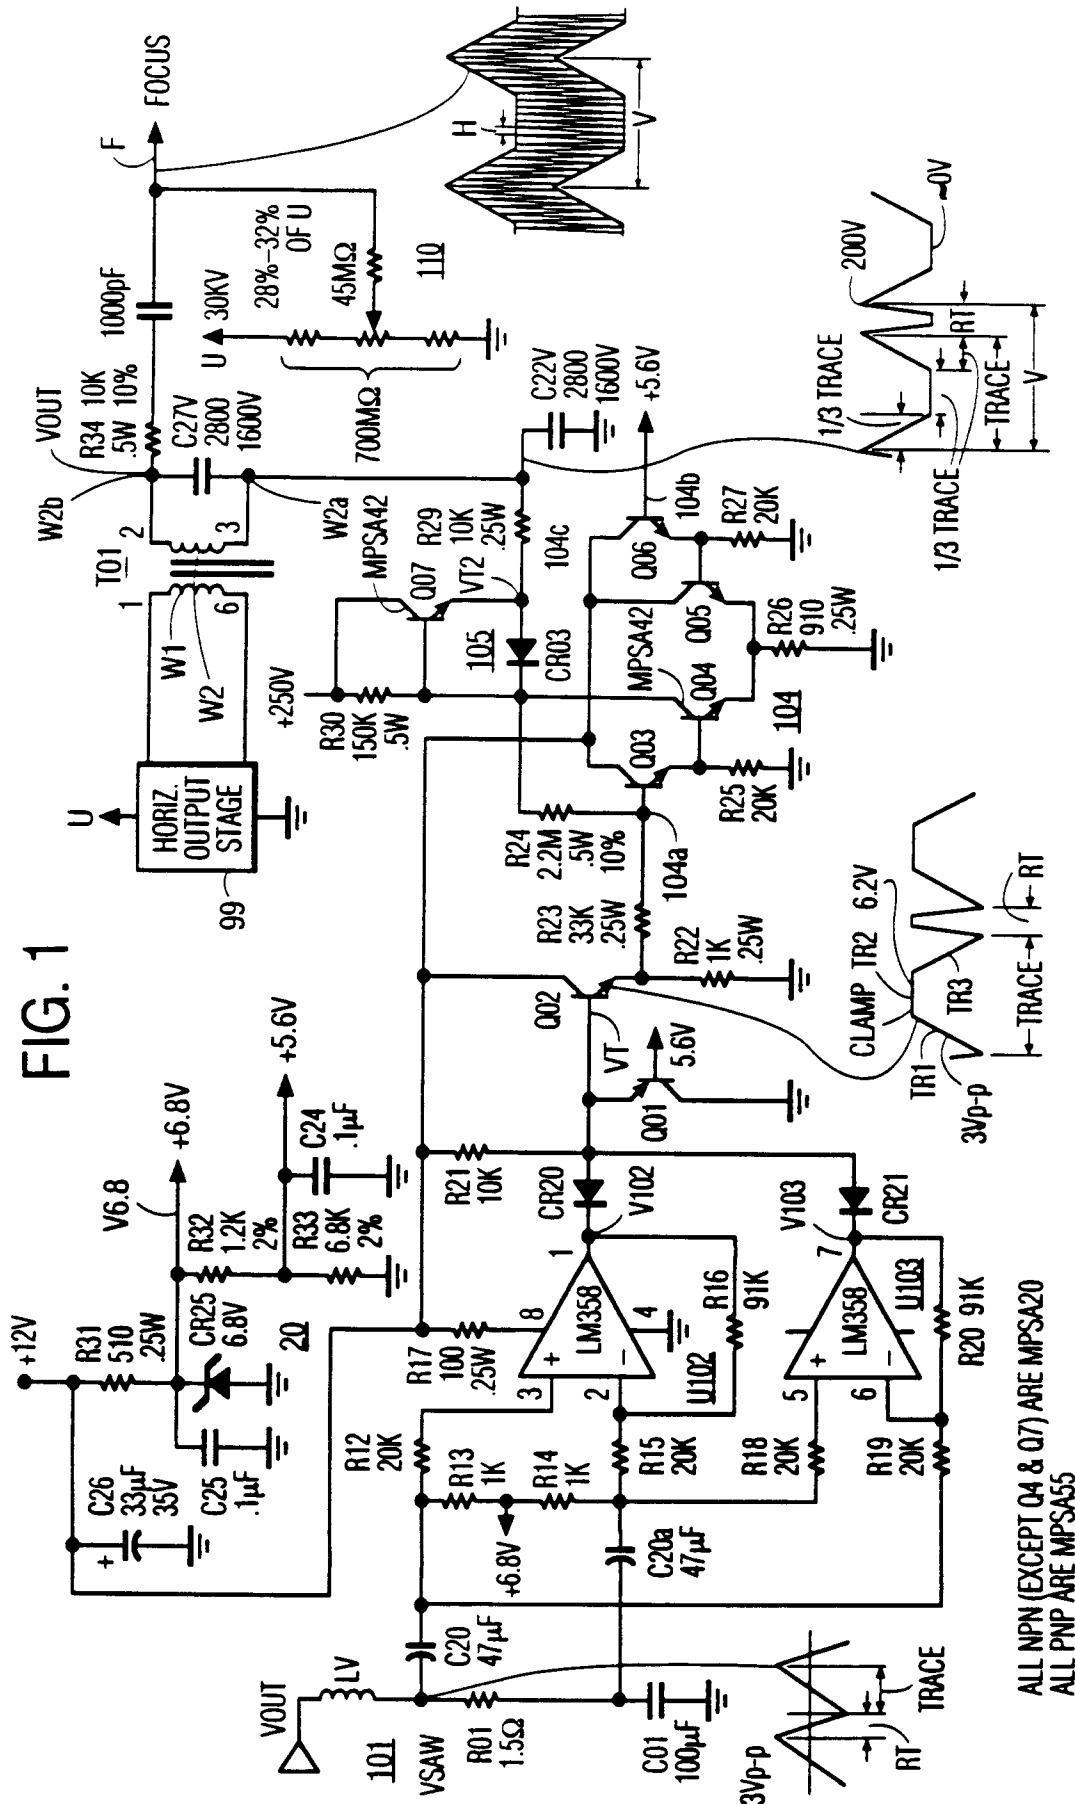 FIG. 1
U
HORIZ.
OUTPUT
STAGE
99
T01
1
6
2
3
W1
W2
W2b
VOUT
W2a
R34 10K
.5W 10%
C27V
2800
1600V
1000pF
F
FOCUS
U 30KV
28%-32%
OF U
45MΩ
700MΩ
110
H
V
+12V
R31
510
.25W
C26
33µF
35V
+
C25
.1µF
CR25
6.8V
20
V6.8
+6.8V
R32
1.2K
2%
R33
6.8K
2%
C24
.1µF
+5.6V
+250V
R30
150K
.5W
MPSA42
Q07
VT2
105
CR03
R29
10K
.25W
104c
C22V
2800
1600V
+5.6V
R24
2.2M
.5W
10%
R23
33K
.25W
104a
Q03
MPSA42
Q04
Q05
Q06
104b
R25
20K
104
R26
910
.25W
R27
20K
1/3 TRACE
200V
≈0V
RT
TRACE
V
1/3 TRACE
R21
10K
CR20
V102
Q02
VT
Q01
5.6V
R22
1K
.25W
R17
100
.25W
8
1
3
2
4
+
-
LM358
U102
R16
91K
V103
CR21
7
5
6
+
-
LM358
U103
R20 91K
R12
20K
R13
1K
R14
1K
+6.8V
R15
20K
R18
20K
R19
20K
C20
47µF
C20a
47µF
VOUT
LV
101
VSAW
R01
1.5Ω
C01
100µF
3Vp-p
RT
TRACE
CLAMP
TR2
6.2V
TR1
TR3
3Vp-p
TRACE
RT
ALL NPN (EXCEPT Q4 & Q7) ARE MPSA20
ALL PNP ARE MPSA55